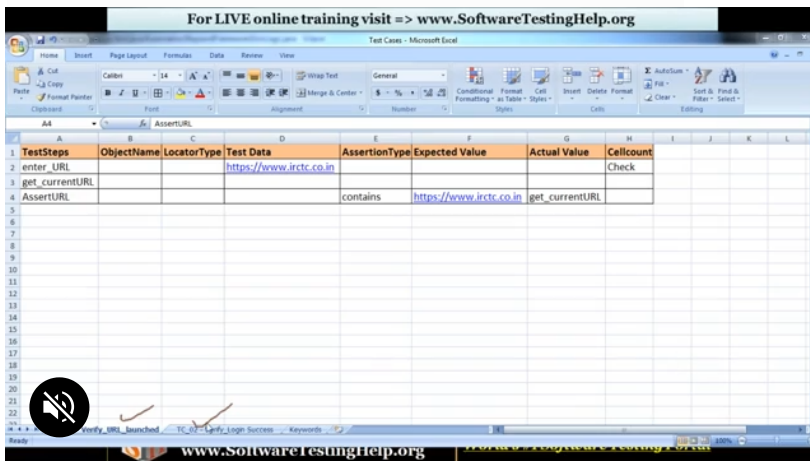 For LIVE online training visit => www.SoftwareTestingHelp.org
Test Cases - Microsoft Excel
Home Insert Page Layout Formulas Data Review View
Cut Calibri 14 Wrap Text General Σ AutoSum
Copy Fill
Paste Format Painter B I U Merge & Center $ % Conditional Formatting Format as Table Cell Styles Insert Delete Format Clear Sort & Filter Find & Select
Clipboard Font Alignment Number Styles Cells Editing
A4 fx AssertURL
A B C D E F G H I J K L
1 TestSteps ObjectName LocatorType Test Data AssertionType Expected Value Actual Value Cellcount
2 enter_URL https://www.irctc.co.in Check
3 get_currentURL
4 AssertURL contains https://www.irctc.co.in get_currentURL
5
6
7
8
9
10
11
12
13
14
15
16
17
18
19
20
21
22
Verify_URL_launched Login Success Keywords
Ready 100%
www.SoftwareTestingHelp.org